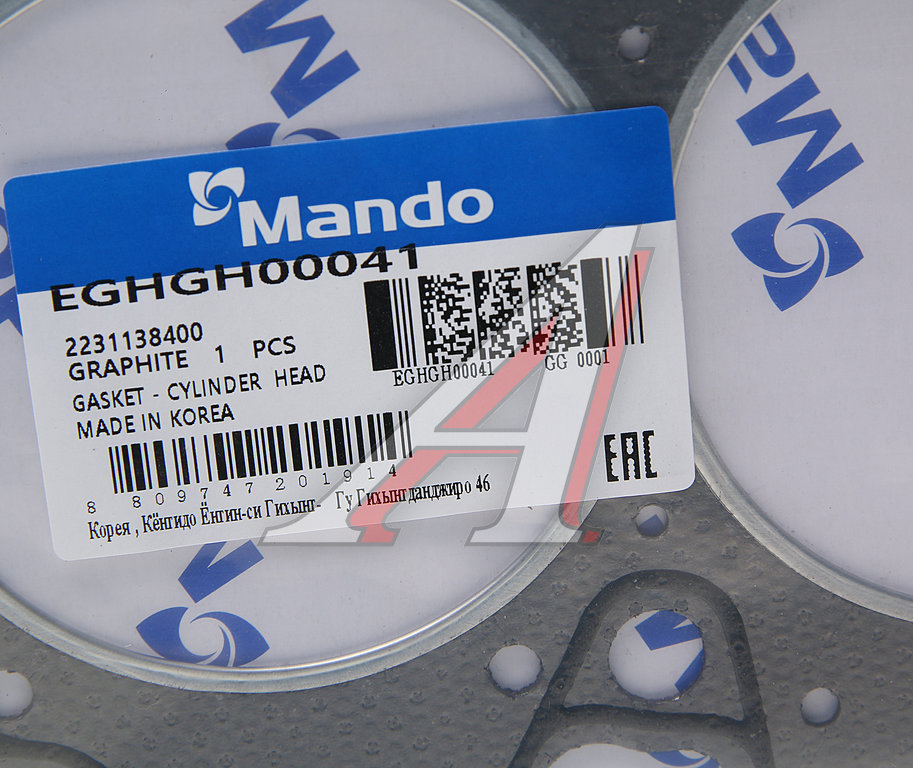 Mando
EGHGH00041
2231138400
GRAPHITE 1 PCS
GASKET - CYLINDER HEAD
MADE IN KOREA
EGHGH00041 GG 0001
8 809747 201914
EAC
Корея , Кёнгидо Ёнгин-си Гихынг- Гу Гихынгданджиро 46